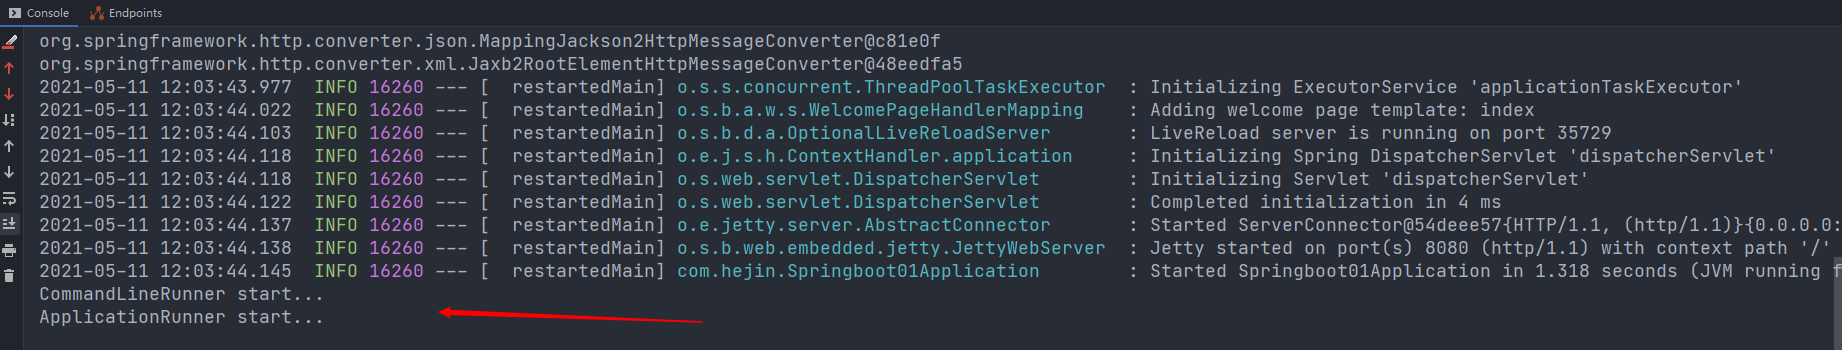 Console Endpoints
org.springframework.http.converter.json.MappingJackson2HttpMessageConverter@c81e0f
org.springframework.http.converter.xml.Jaxb2RootElementHttpMessageConverter@48eedfa5
2021-05-11 12:03:43.977  INFO 16260 --- [  restartedMain] o.s.s.concurrent.ThreadPoolTaskExecutor  : Initializing ExecutorService 'applicationTaskExecutor'
2021-05-11 12:03:44.022  INFO 16260 --- [  restartedMain] o.s.b.a.w.s.WelcomePageHandlerMapping    : Adding welcome page template: index
2021-05-11 12:03:44.103  INFO 16260 --- [  restartedMain] o.s.b.d.a.OptionalLiveReloadServer       : LiveReload server is running on port 35729
2021-05-11 12:03:44.118  INFO 16260 --- [  restartedMain] o.e.j.s.h.ContextHandler.application     : Initializing Spring DispatcherServlet 'dispatcherServlet'
2021-05-11 12:03:44.118  INFO 16260 --- [  restartedMain] o.s.web.servlet.DispatcherServlet        : Initializing Servlet 'dispatcherServlet'
2021-05-11 12:03:44.122  INFO 16260 --- [  restartedMain] o.s.web.servlet.DispatcherServlet        : Completed initialization in 4 ms
2021-05-11 12:03:44.137  INFO 16260 --- [  restartedMain] o.e.jetty.server.AbstractConnector       : Started ServerConnector@54deee57{HTTP/1.1, (http/1.1)}{0.0.0.0:
2021-05-11 12:03:44.138  INFO 16260 --- [  restartedMain] o.s.b.web.embedded.jetty.JettyWebServer  : Jetty started on port(s) 8080 (http/1.1) with context path '/'
2021-05-11 12:03:44.145  INFO 16260 --- [  restartedMain] com.hejin.Springboot01Application        : Started Springboot01Application in 1.318 seconds (JVM running f
CommandLineRunner start...
ApplicationRunner start...